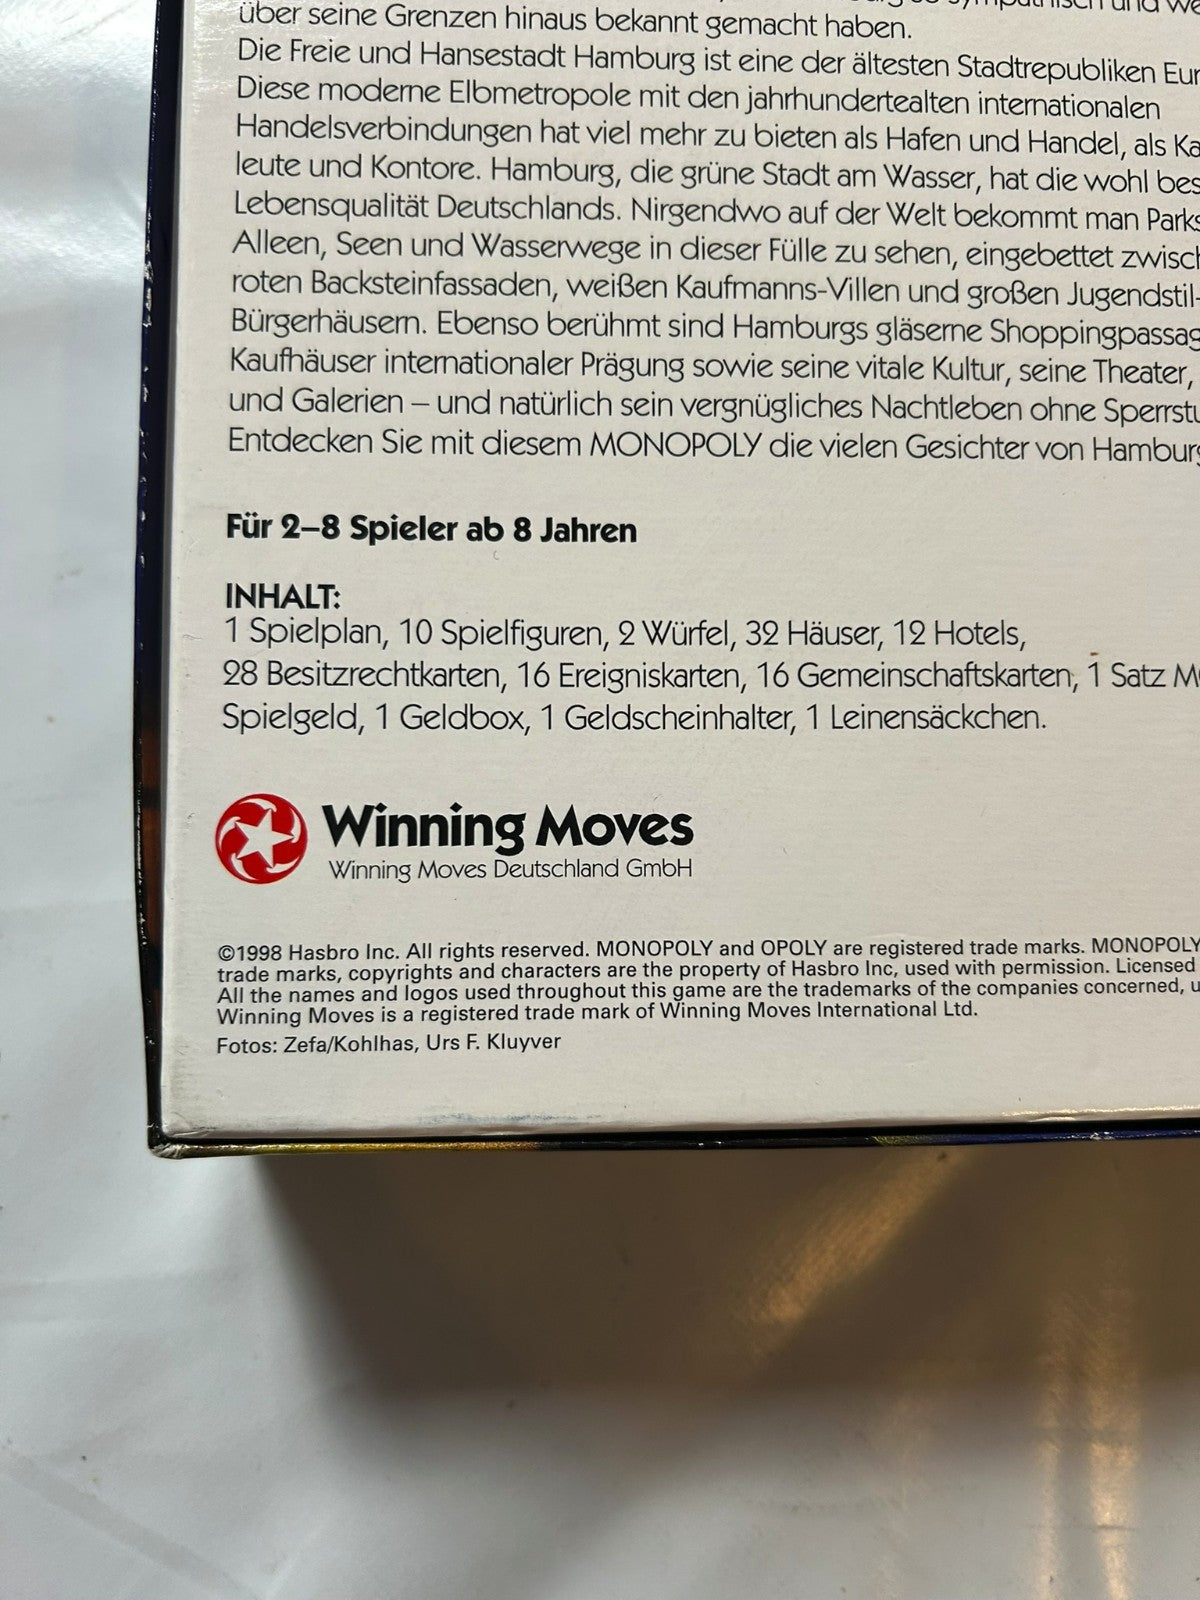 über seine Grenzen hinaus bekannt gemacht haben.
Die Freie und Hansestadt Hamburg ist eine der ältesten Stadtrepubliken Eur
Diese moderne Elbmetropole mit den jahrhundertealten internationalen
Handelsverbindungen hat viel mehr zu bieten als Hafen und Handel, als Ka
leute und Kontore. Hamburg, die grüne Stadt am Wasser, hat die wohl bes
Lebensqualität Deutschlands. Nirgendwo auf der Welt bekommt man Parks
Alleen, Seen und Wasserwege in dieser Fülle zu sehen, eingebettet zwisch
roten Backsteinfassaden, weißen Kaufmanns-Villen und großen Jugendstil-
Bürgerhäusern. Ebenso berühmt sind Hamburgs gläserne Shoppingpassag
Kaufhäuser internationaler Prägung sowie seine vitale Kultur, seine Theater,
und Galerien – und natürlich sein vergnügliches Nachtleben ohne Sperrstu
Entdecken Sie mit diesem MONOPOLY die vielen Gesichter von Hamburg
Für 2–8 Spieler ab 8 Jahren
INHALT:
1 Spielplan, 10 Spielfiguren, 2 Würfel, 32 Häuser, 12 Hotels,
28 Besitzrechtkarten, 16 Ereigniskarten, 16 Gemeinschaftskarten, 1 Satz M
Spielgeld, 1 Geldbox, 1 Geldscheinhalter, 1 Leinensäckchen.
Winning Moves
Winning Moves Deutschland GmbH
©1998 Hasbro Inc. All rights reserved. MONOPOLY and OPOLY are registered trade marks. MONOPOLY
trade marks, copyrights and characters are the property of Hasbro Inc, used with permission. Licensed
All the names and logos used throughout this game are the trademarks of the companies concerned, u
Winning Moves is a registered trade mark of Winning Moves International Ltd.
Fotos: Zefa/Kohlhas, Urs F. Kluyver